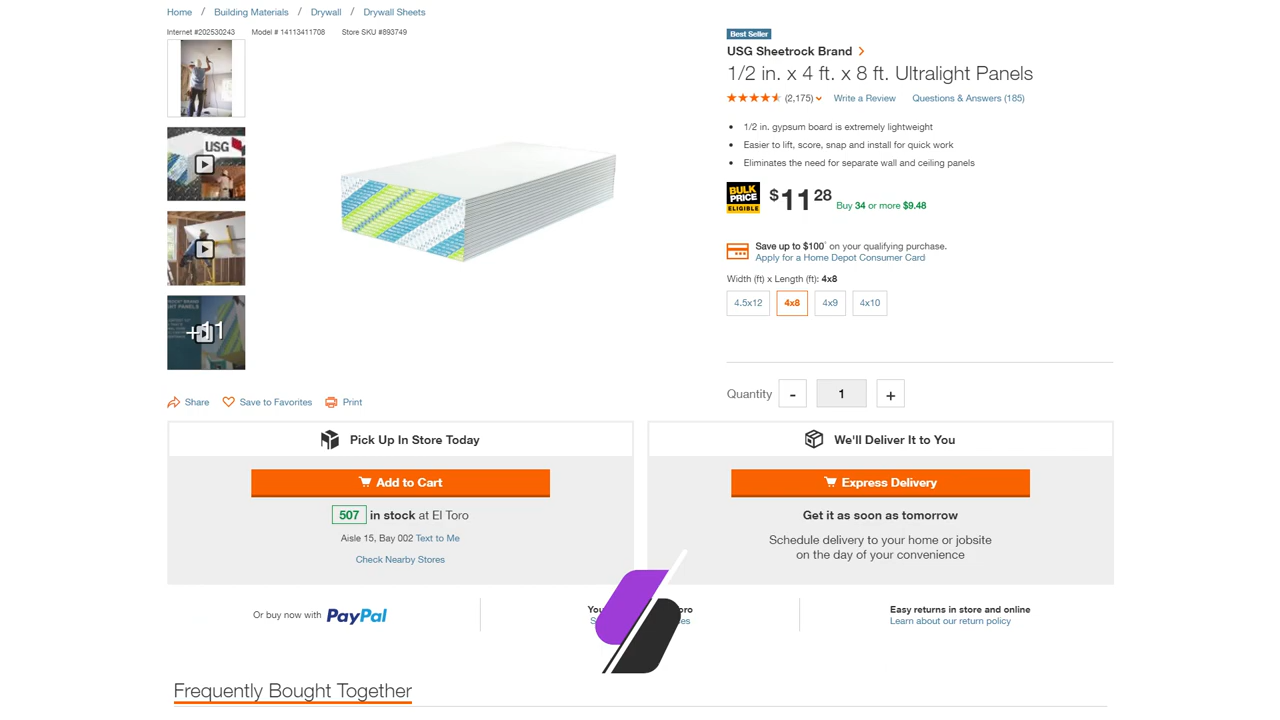 Home / Building Materials / Drywall / Drywall Sheets
Internet #202530243 Model # 14113411708 Store SKU #893749
Best Seller
USG Sheetrock Brand
1/2 in. x 4 ft. x 8 ft. Ultralight Panels
(2,175) Write a Review Questions & Answers (185)
1/2 in. gypsum board is extremely lightweight
Easier to lift, score, snap and install for quick work
Eliminates the need for separate wall and ceiling panels
USG
BULK
PRICE
ELIGIBLE
$11 28
Buy 34 or more $9.48
Save up to $100 on your qualifying purchase.
Apply for a Home Depot Consumer Card
Width (ft) x Length (ft): 4x8
4.5x12 4x8 4x9 4x10
+11
Quantity - 1 +
Share Save to Favorites Print
Pick Up In Store Today
Add to Cart
507 in stock at El Toro
Aisle 15, Bay 002 Text to Me
Check Nearby Stores
We'll Deliver It to You
Express Delivery
Get it as soon as tomorrow
Schedule delivery to your home or jobsite
on the day of your convenience
Or buy now with PayPal
Easy returns in store and online
Learn about our return policy
Frequently Bought Together